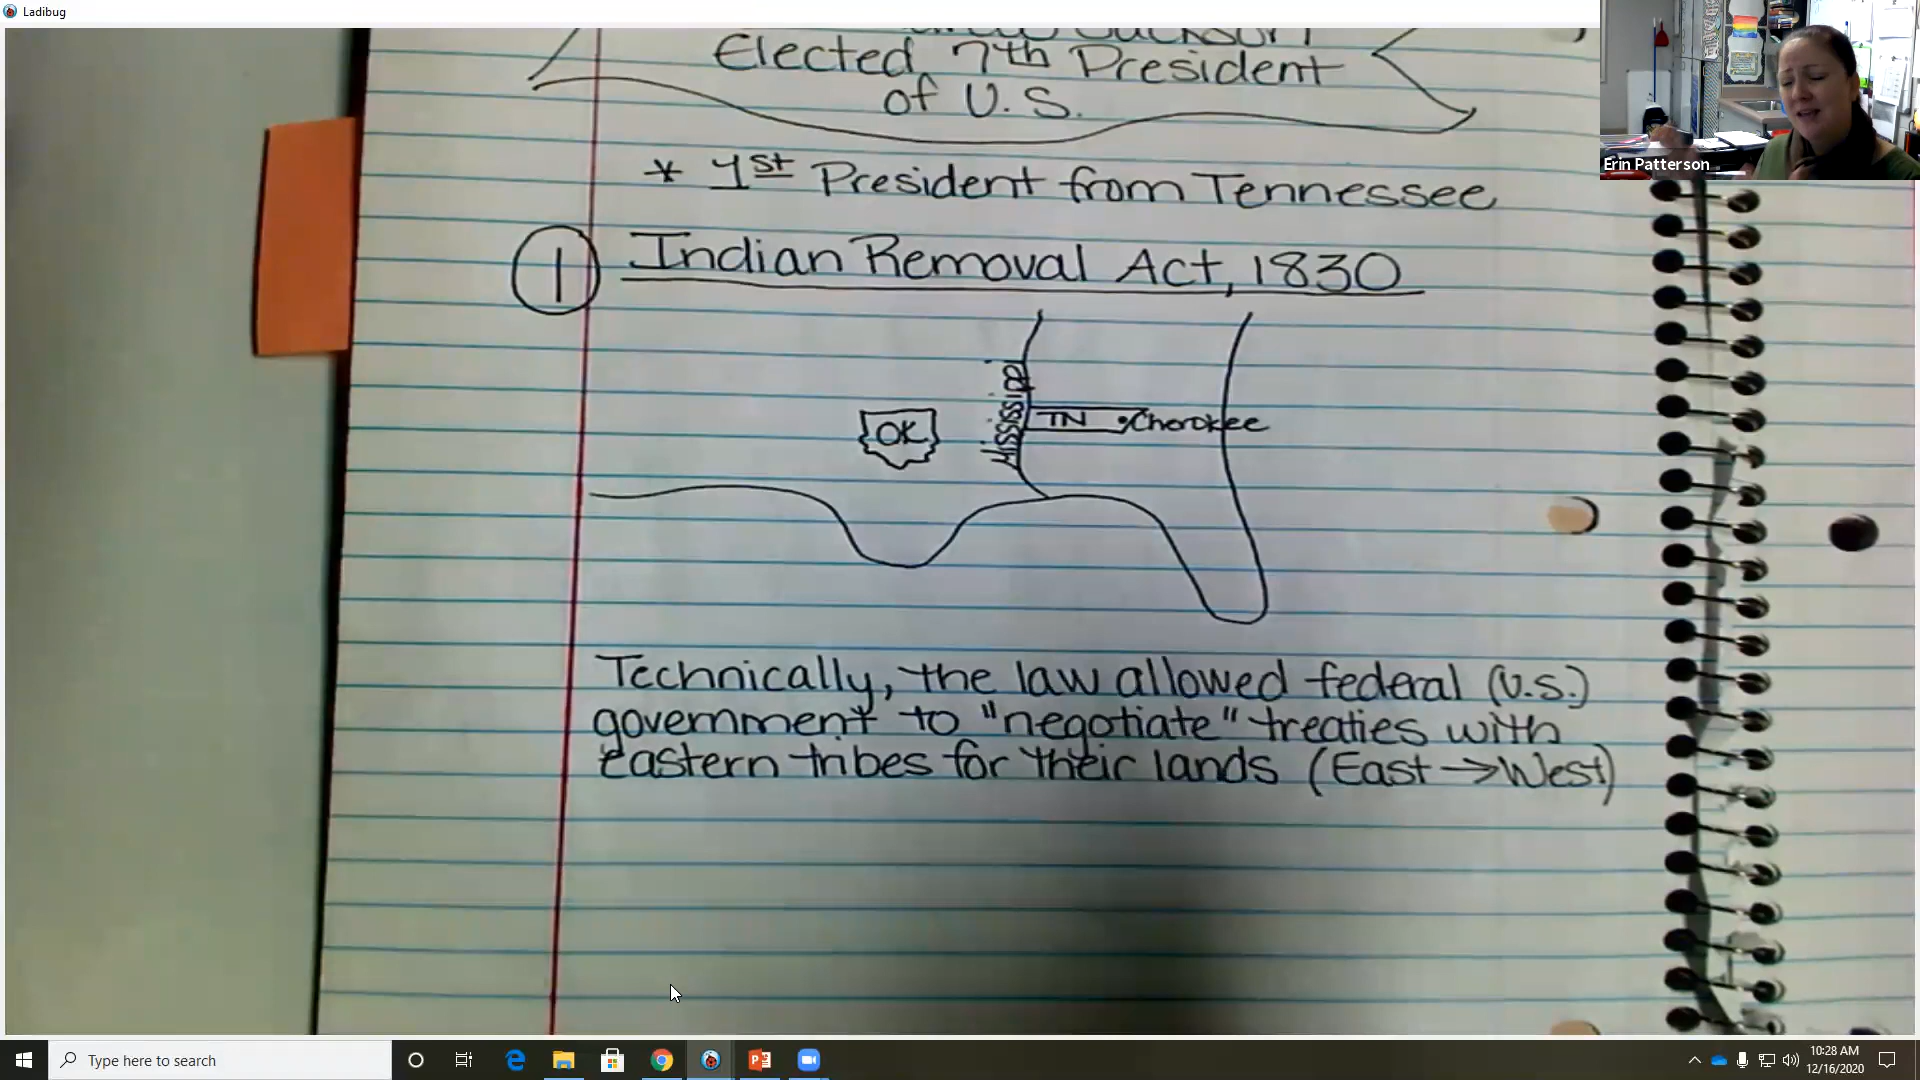 Ladibug
Elected 7th President
of U.S.
* 1st President from Tennessee
Erin Patterson
1 Indian Removal Act, 1830
OK
TN
Cherokee
Technically, the law allowed federal (U.S.)
government to "negotiate" treaties with
eastern tribes for their lands (East → West)
Type here to search
10:28 AM
12/16/2020